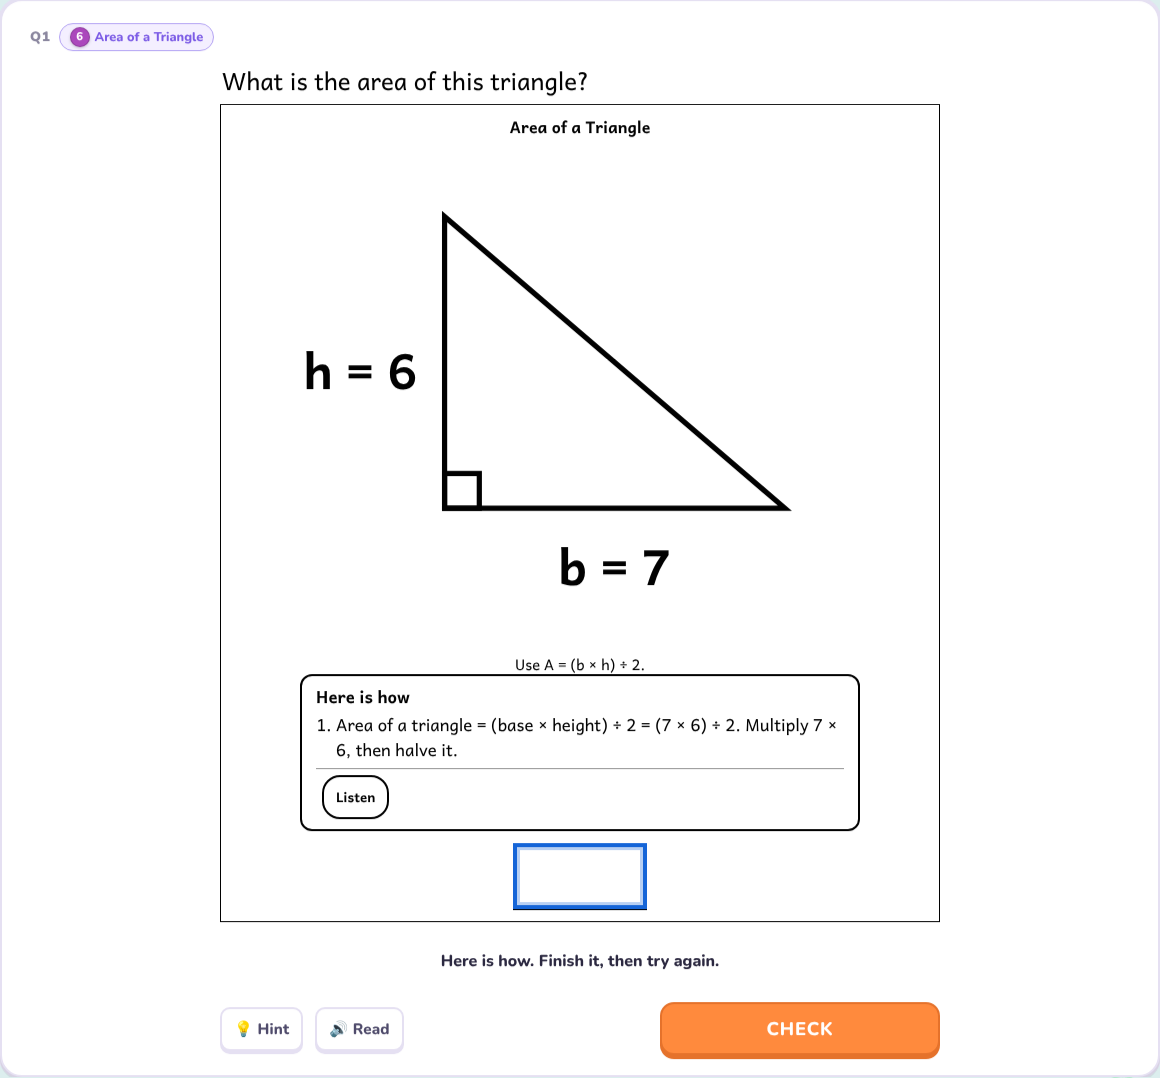 Q1 6 Area of a Triangle
What is the area of this triangle?
Area of a Triangle
h = 6
b = 7
Use A = (b × h) ÷ 2.
Here is how
1. Area of a triangle = (base × height) ÷ 2 = (7 × 6) ÷ 2. Multiply 7 ×
6, then halve it.
Listen
Here is how. Finish it, then try again.
💡 Hint 🔊 Read CHECK